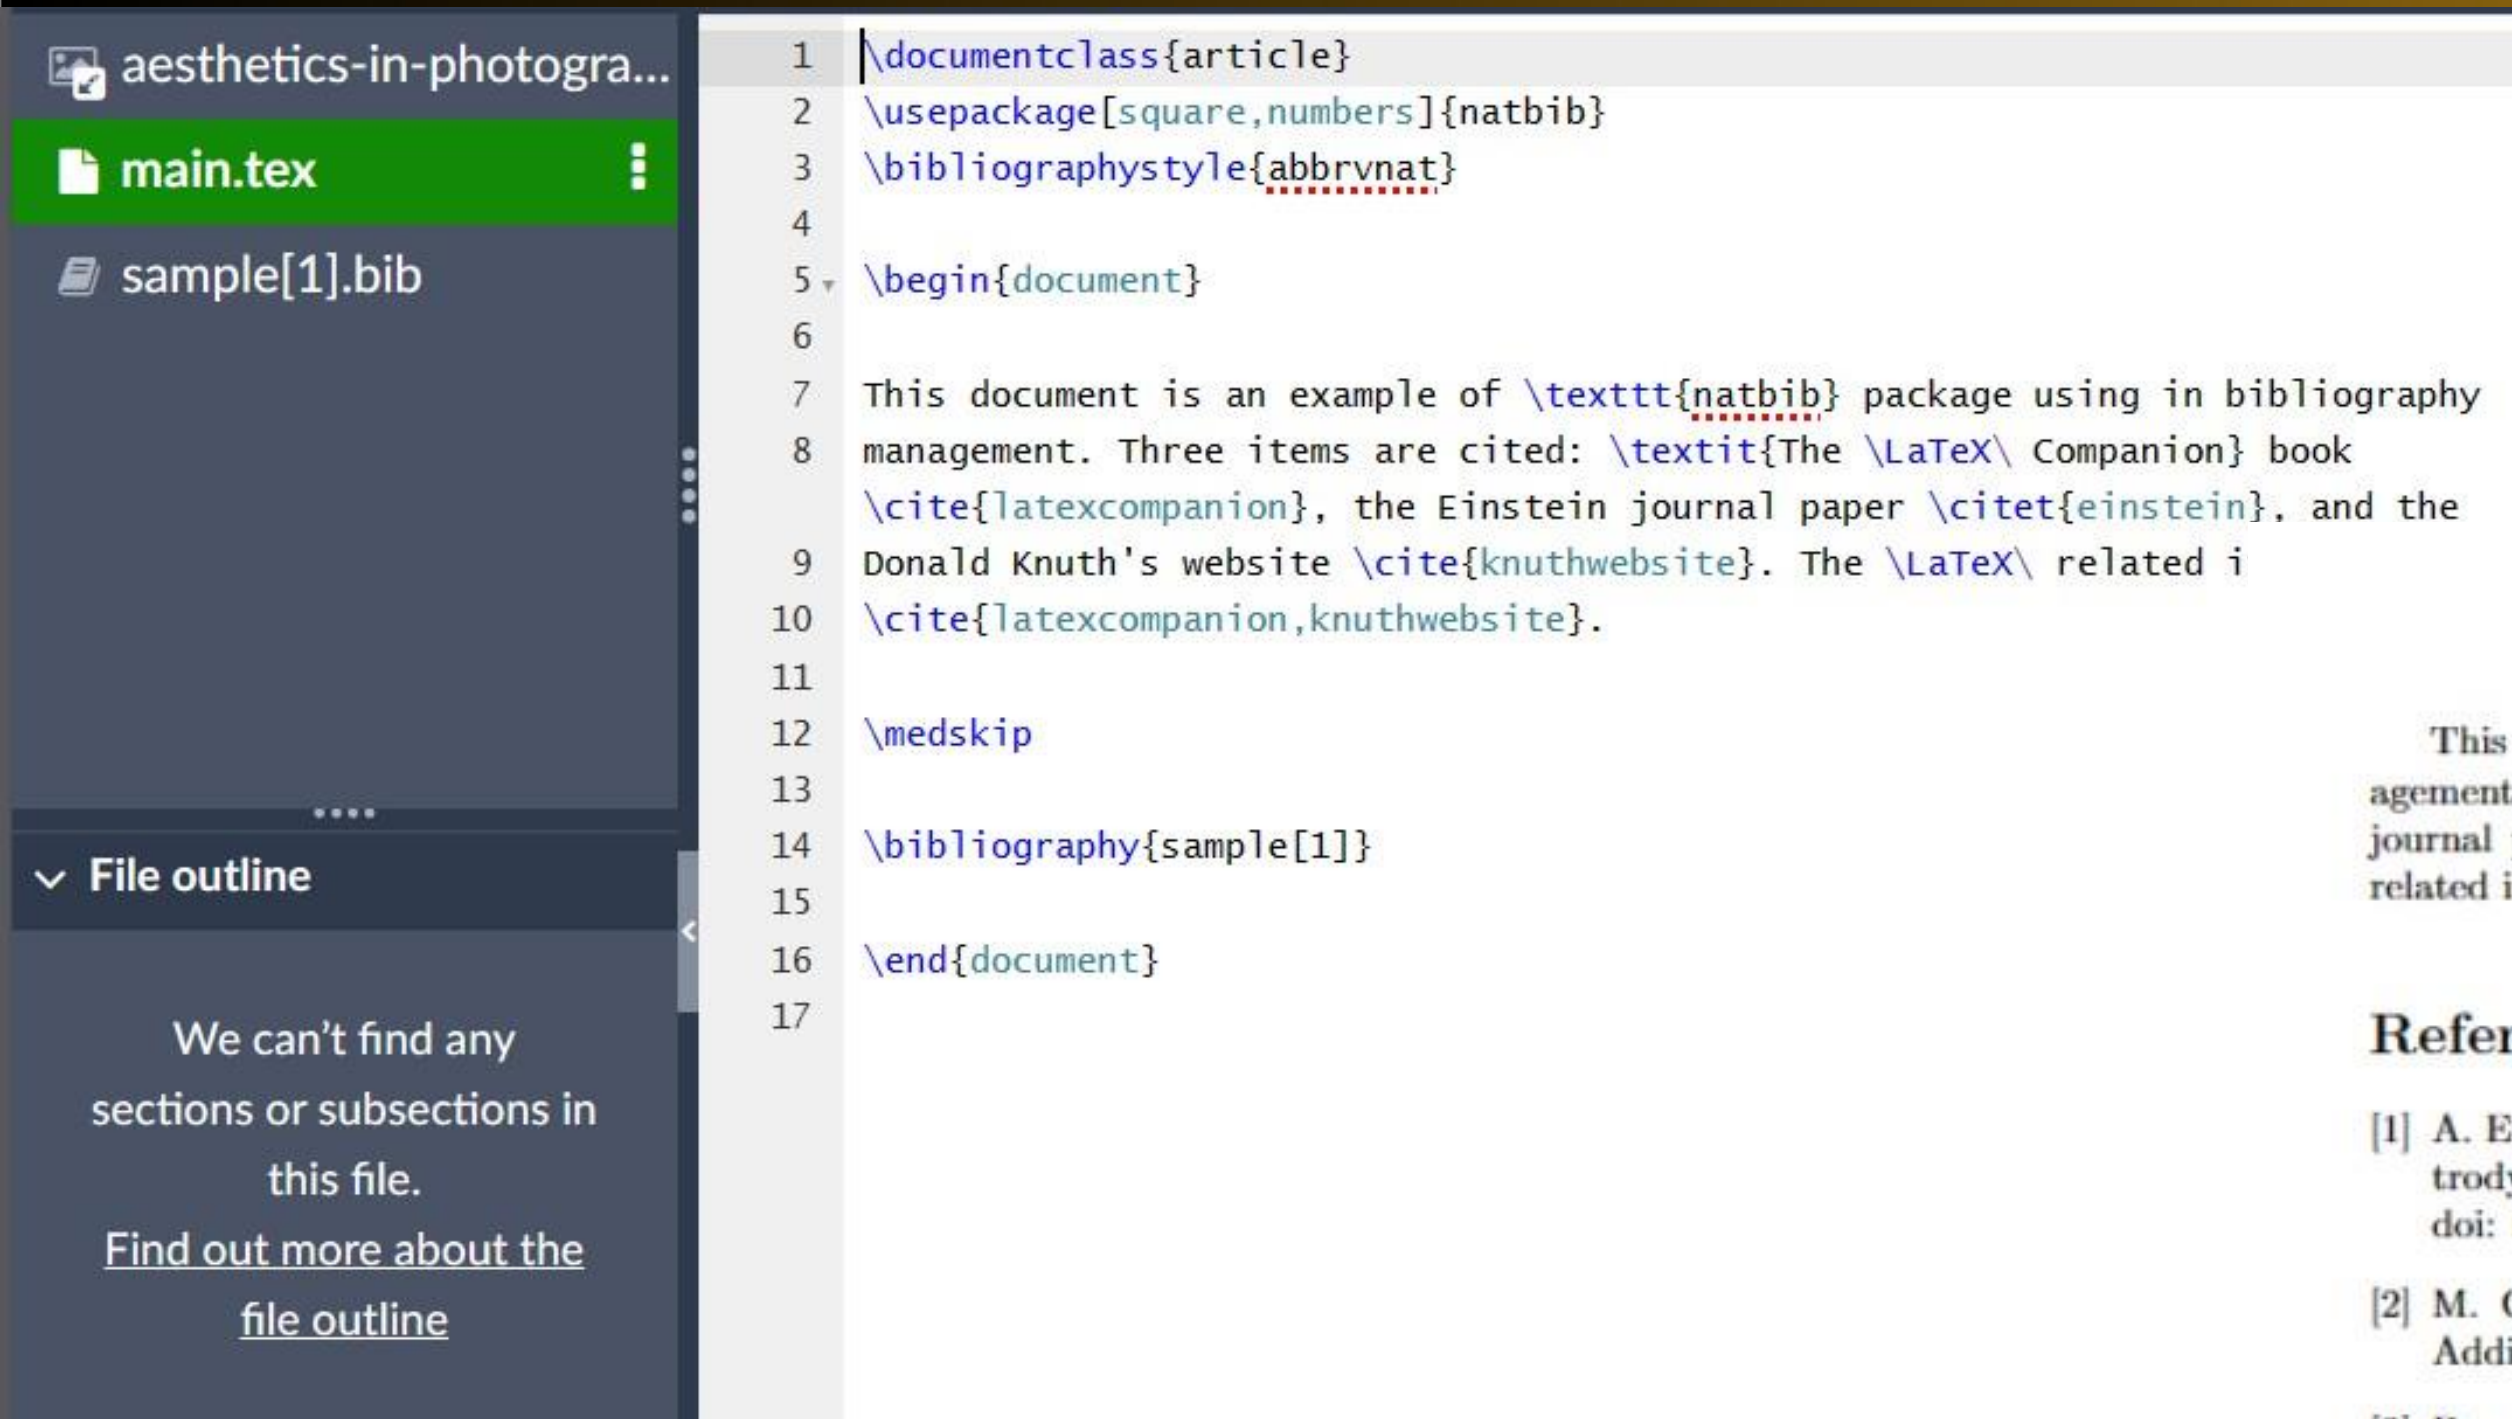 aesthetics-in-photogra...
main.tex
sample[1].bib
File outline
We can't find any
sections or subsections in
this file.
Find out more about the
file outline
1 \documentclass{article}
2 \usepackage[square,numbers]{natbib}
3 \bibliographystyle{abbrvnat}
4
5 \begin{document}
6
7 This document is an example of \texttt{natbib} package using in bibliography
8 management. Three items are cited: \textit{The \LaTeX\ Companion} book
\cite{latexcompanion}, the Einstein journal paper \citet{einstein}, and the
9 Donald Knuth's website \cite{knuthwebsite}. The \LaTeX\ related i
10 \cite{latexcompanion,knuthwebsite}.
11
12 \medskip
13
14 \bibliography{sample[1]}
15
16 \end{document}
17
This
agement
journal
related i
Refer
[1] A. E
trody
doi:
[2] M.
Addi